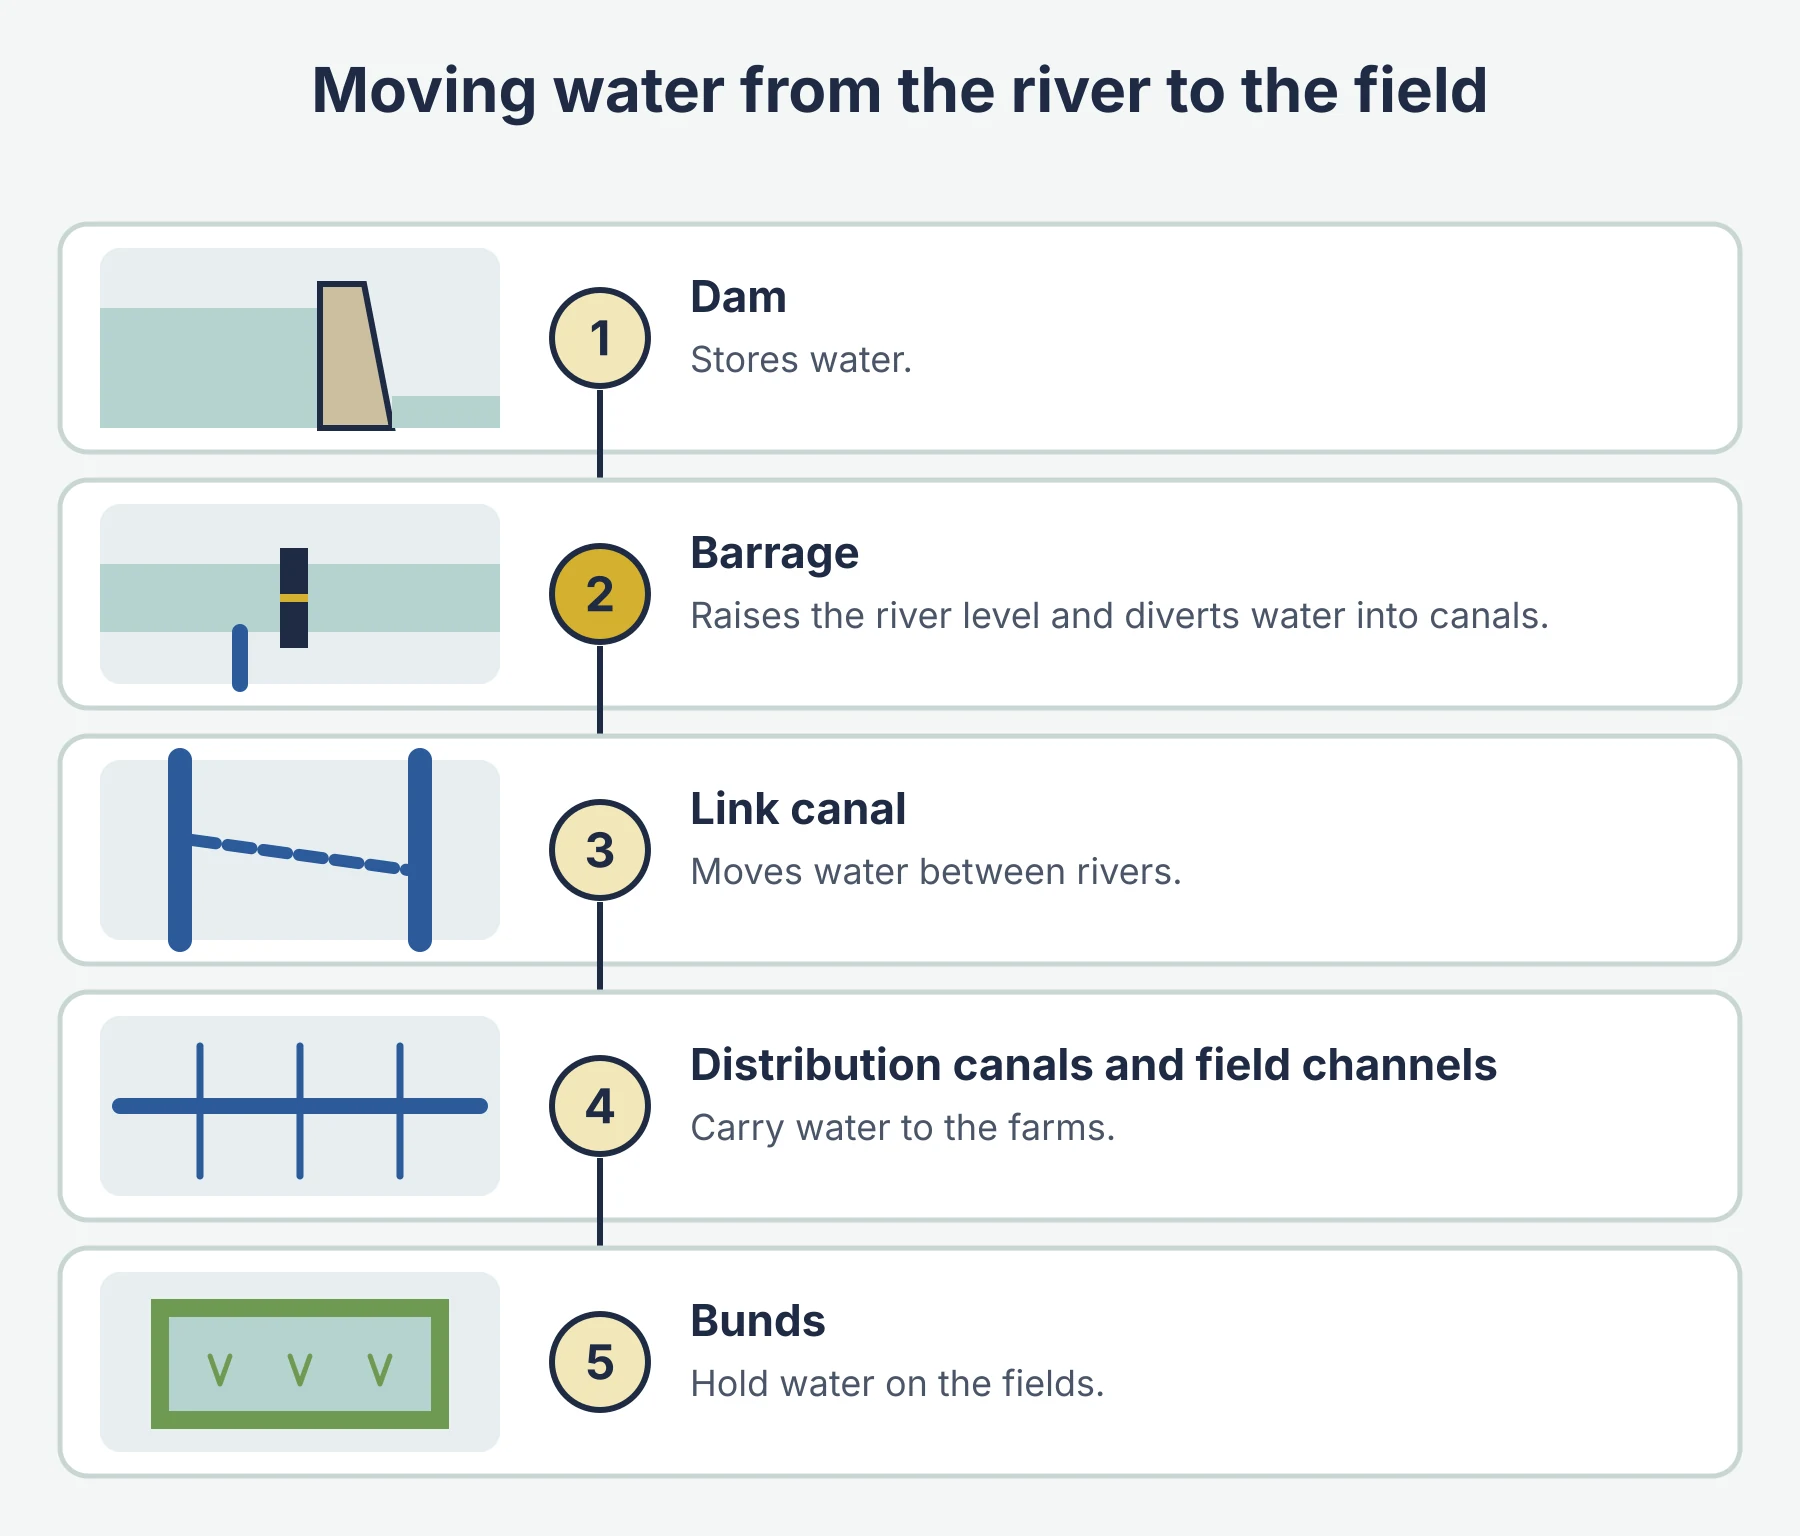 Moving water from the river to the field
1
Dam
Stores water.
2
Barrage
Raises the river level and diverts water into canals.
3
Link canal
Moves water between rivers.
4
Distribution canals and field channels
Carry water to the farms.
5
Bunds
Hold water on the fields.